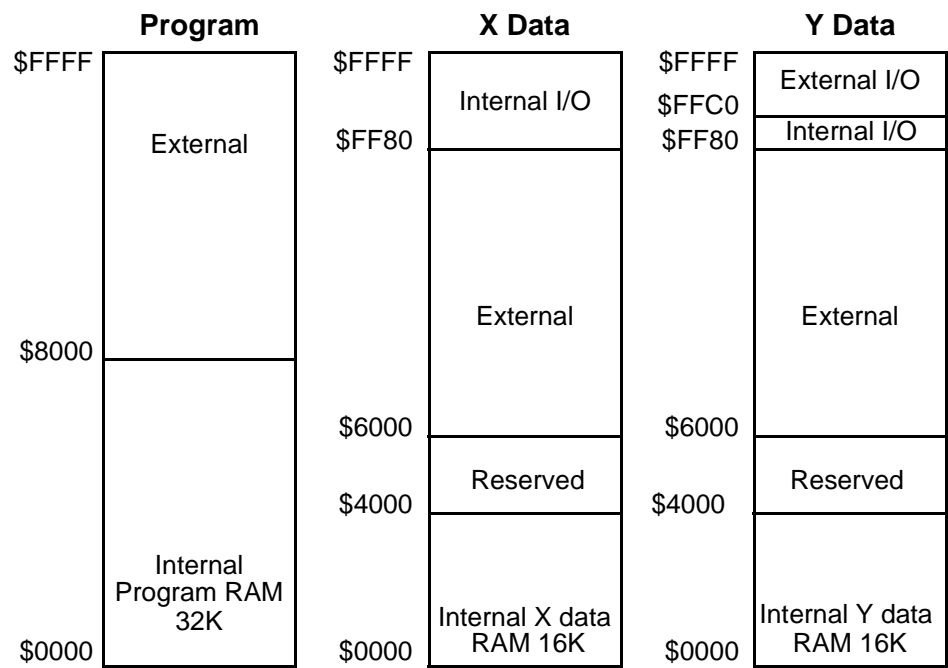 Program
$FFFF
External
$8000
Internal
Program RAM
32K
$0000
X Data
$FFFF
Internal I/O
$FF80
External
$6000
Reserved
$4000
Internal X data
RAM 16K
$0000
Y Data
$FFFF
External I/O
$FFC0
Internal I/O
$FF80
External
$6000
Reserved
$4000
Internal Y data
RAM 16K
$0000